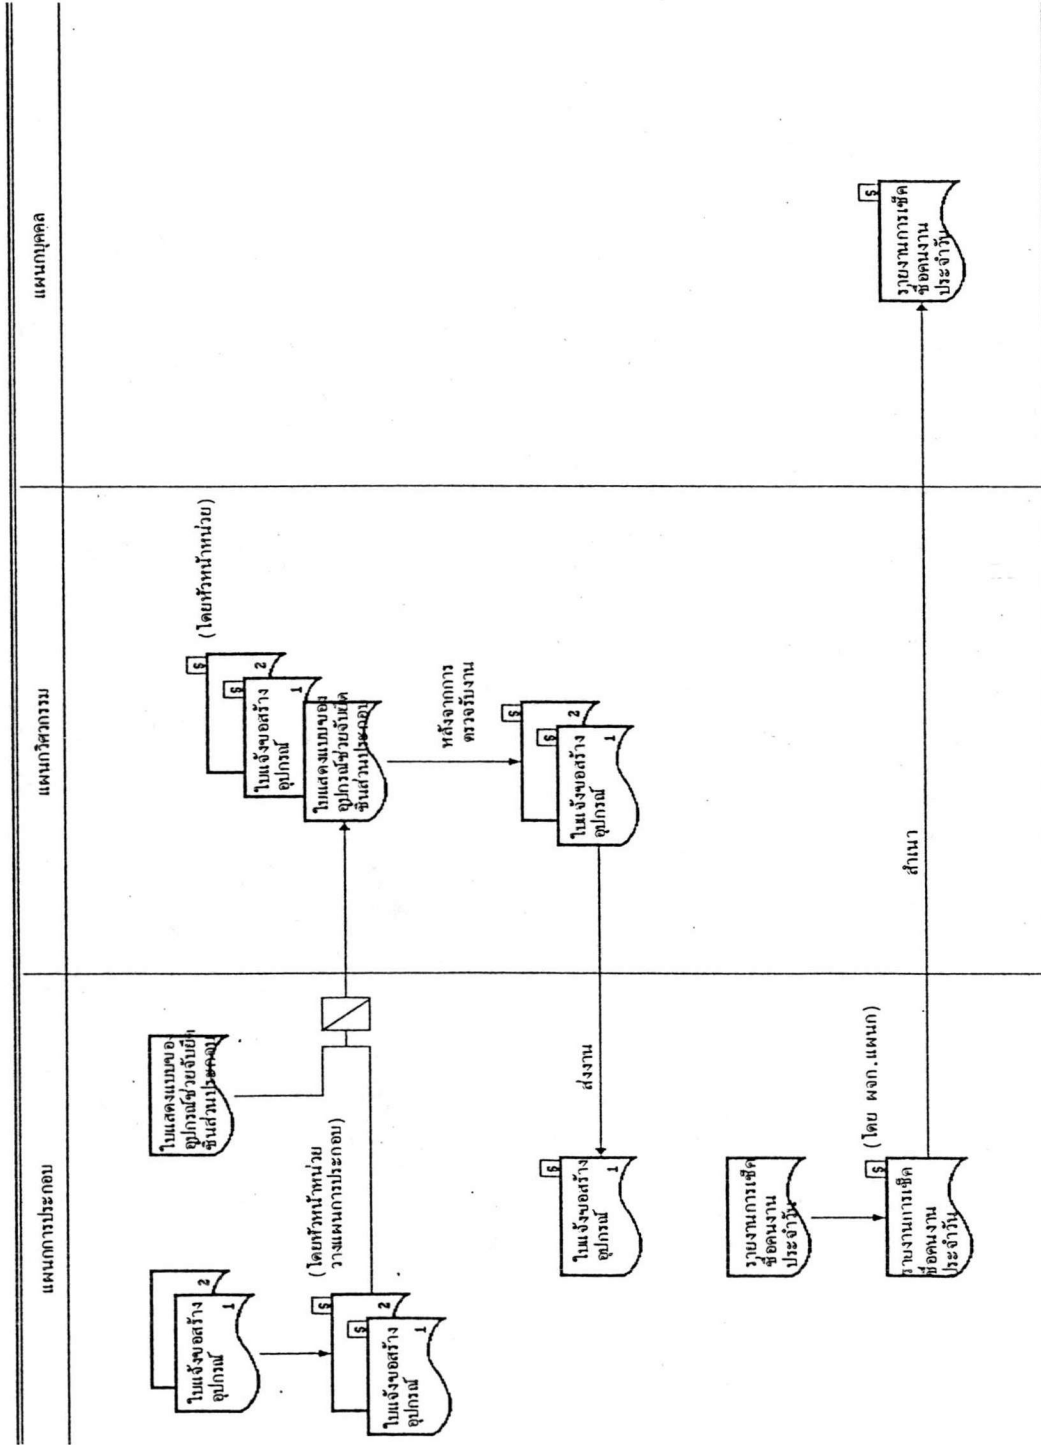 แผนกการประกอบ
แผนกวิศวกรรม
แผนกบุคคล
2
ใบแจ้งขอสร้าง
อุปกรณ์
1
ใบแสดงแบบของ
อุปกรณ์ช่วยจับยึด
ชิ้นส่วนประกอบ
(โดยหัวหน้าหน่วย
วางแผนการประกอบ)
S
2
S
ใบแจ้งขอสร้าง
อุปกรณ์
1
(โดยหัวหน้าหน่วย)
S
2
S
ใบแจ้งขอสร้าง
อุปกรณ์
1
ใบแสดงแบบของ
อุปกรณ์ช่วยจับยึด
ชิ้นส่วนประกอบ
หลังจากการ
ตรวจรับงาน
S
2
S
ใบแจ้งขอสร้าง
อุปกรณ์
1
ส่งงาน
S
ใบแจ้งขอสร้าง
อุปกรณ์
1
รายงานการเช็ค
ชื่อคนงาน
ประจำวัน
(โดย ผจก.แผนก)
S
รายงานการเช็ค
ชื่อคนงาน
ประจำวัน
สำเนา
S
รายงานการเช็ค
ชื่อคนงาน
ประจำวัน